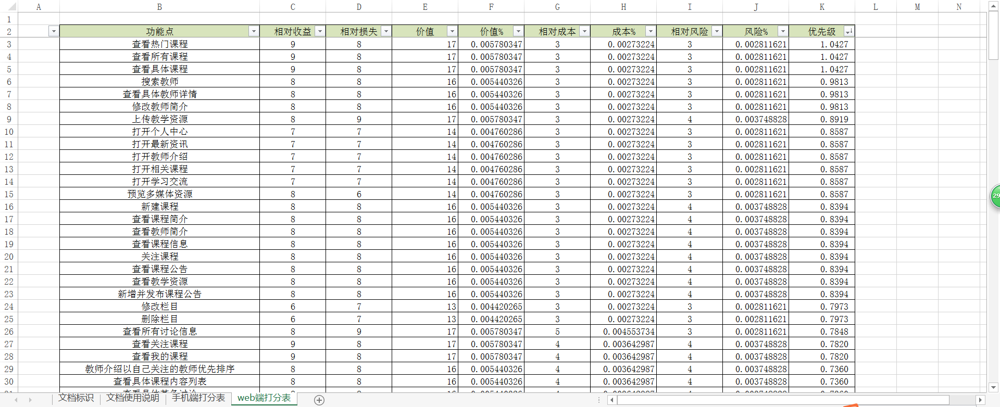 A B C D E F G H I J K L M N
1
2 功能点 相对收益 相对损失 价值 价值% 相对成本 成本% 相对风险 风险% 优先级
3 查看热门课程 9 8 17 0.005780347 3 0.00273224 3 0.002811621 1.0427
4 查看所有课程 9 8 17 0.005780347 3 0.00273224 3 0.002811621 1.0427
5 查看具体课程 9 8 17 0.005780347 3 0.00273224 3 0.002811621 1.0427
6 搜索教师 8 8 16 0.005440326 3 0.00273224 3 0.002811621 0.9813
7 查看具体教师详情 8 8 16 0.005440326 3 0.00273224 3 0.002811621 0.9813
8 修改教师简介 8 8 16 0.005440326 3 0.00273224 3 0.002811621 0.9813
9 上传教学资源 8 9 17 0.005780347 3 0.00273224 4 0.003748828 0.8919
10 打开个人中心 7 7 14 0.004760286 3 0.00273224 3 0.002811621 0.8587
11 打开最新资讯 7 7 14 0.004760286 3 0.00273224 3 0.002811621 0.8587
12 打开教师介绍 7 7 14 0.004760286 3 0.00273224 3 0.002811621 0.8587
13 打开相关课程 7 7 14 0.004760286 3 0.00273224 3 0.002811621 0.8587
14 打开学习交流 7 7 14 0.004760286 3 0.00273224 3 0.002811621 0.8587
15 预览多媒体资源 8 6 14 0.004760286 3 0.00273224 3 0.002811621 0.8587
16 新建课程 8 8 16 0.005440326 3 0.00273224 4 0.003748828 0.8394
17 查看课程简介 8 8 16 0.005440326 3 0.00273224 4 0.003748828 0.8394
18 查看教师简介 8 8 16 0.005440326 3 0.00273224 4 0.003748828 0.8394
19 查看课程信息 8 8 16 0.005440326 3 0.00273224 4 0.003748828 0.8394
20 关注课程 8 8 16 0.005440326 3 0.00273224 4 0.003748828 0.8394
21 查看课程公告 8 8 16 0.005440326 3 0.00273224 4 0.003748828 0.8394
22 查看教学资源 8 8 16 0.005440326 3 0.00273224 4 0.003748828 0.8394
23 新增并发布课程公告 8 8 16 0.005440326 3 0.00273224 4 0.003748828 0.8394
24 修改栏目 6 7 13 0.004420265 3 0.00273224 3 0.002811621 0.7973
25 删除栏目 6 7 13 0.004420265 3 0.00273224 3 0.002811621 0.7973
26 查看所有讨论信息 8 9 17 0.005780347 5 0.004553734 3 0.002811621 0.7848
27 查看关注课程 9 8 17 0.005780347 4 0.003642987 4 0.003748828 0.7820
28 查看我的课程 9 8 17 0.005780347 4 0.003642987 4 0.003748828 0.7820
29 教师介绍以自己关注的教师优先排序 8 8 16 0.005440326 4 0.003642987 4 0.003748828 0.7360
30 查看具体课程内容列表 8 8 16 0.005440326 4 0.003642987 4 0.003748828 0.7360
文档标识 文档使用说明 手机端打分表 web端打分表
29